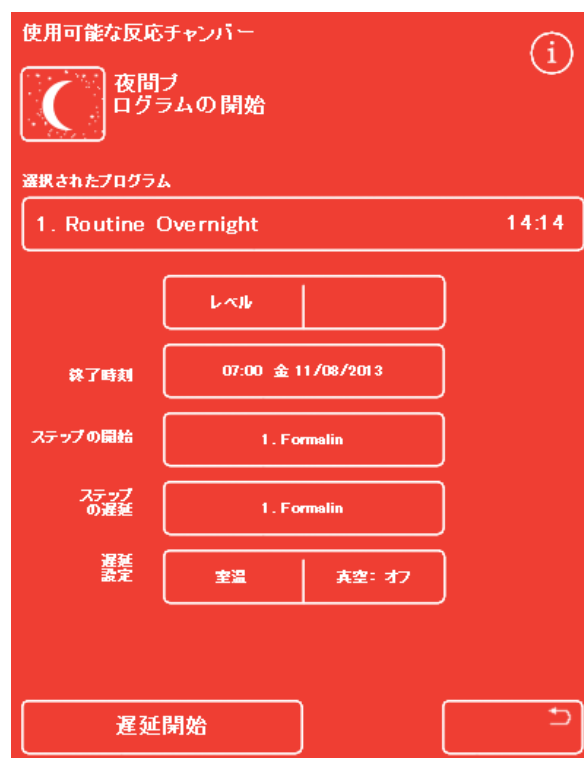 使用可能な反応チャンバー
i
夜間プ
ログラムの開始
選択されたプログラム
1. Routine Overnight 14:14
レベル
終了時刻 07:00 金 11/08/2013
ステップの開始 1. Formalin
ステップ
の遅延 1. Formalin
遅延
設定 室温 真空: オフ
遅延開始